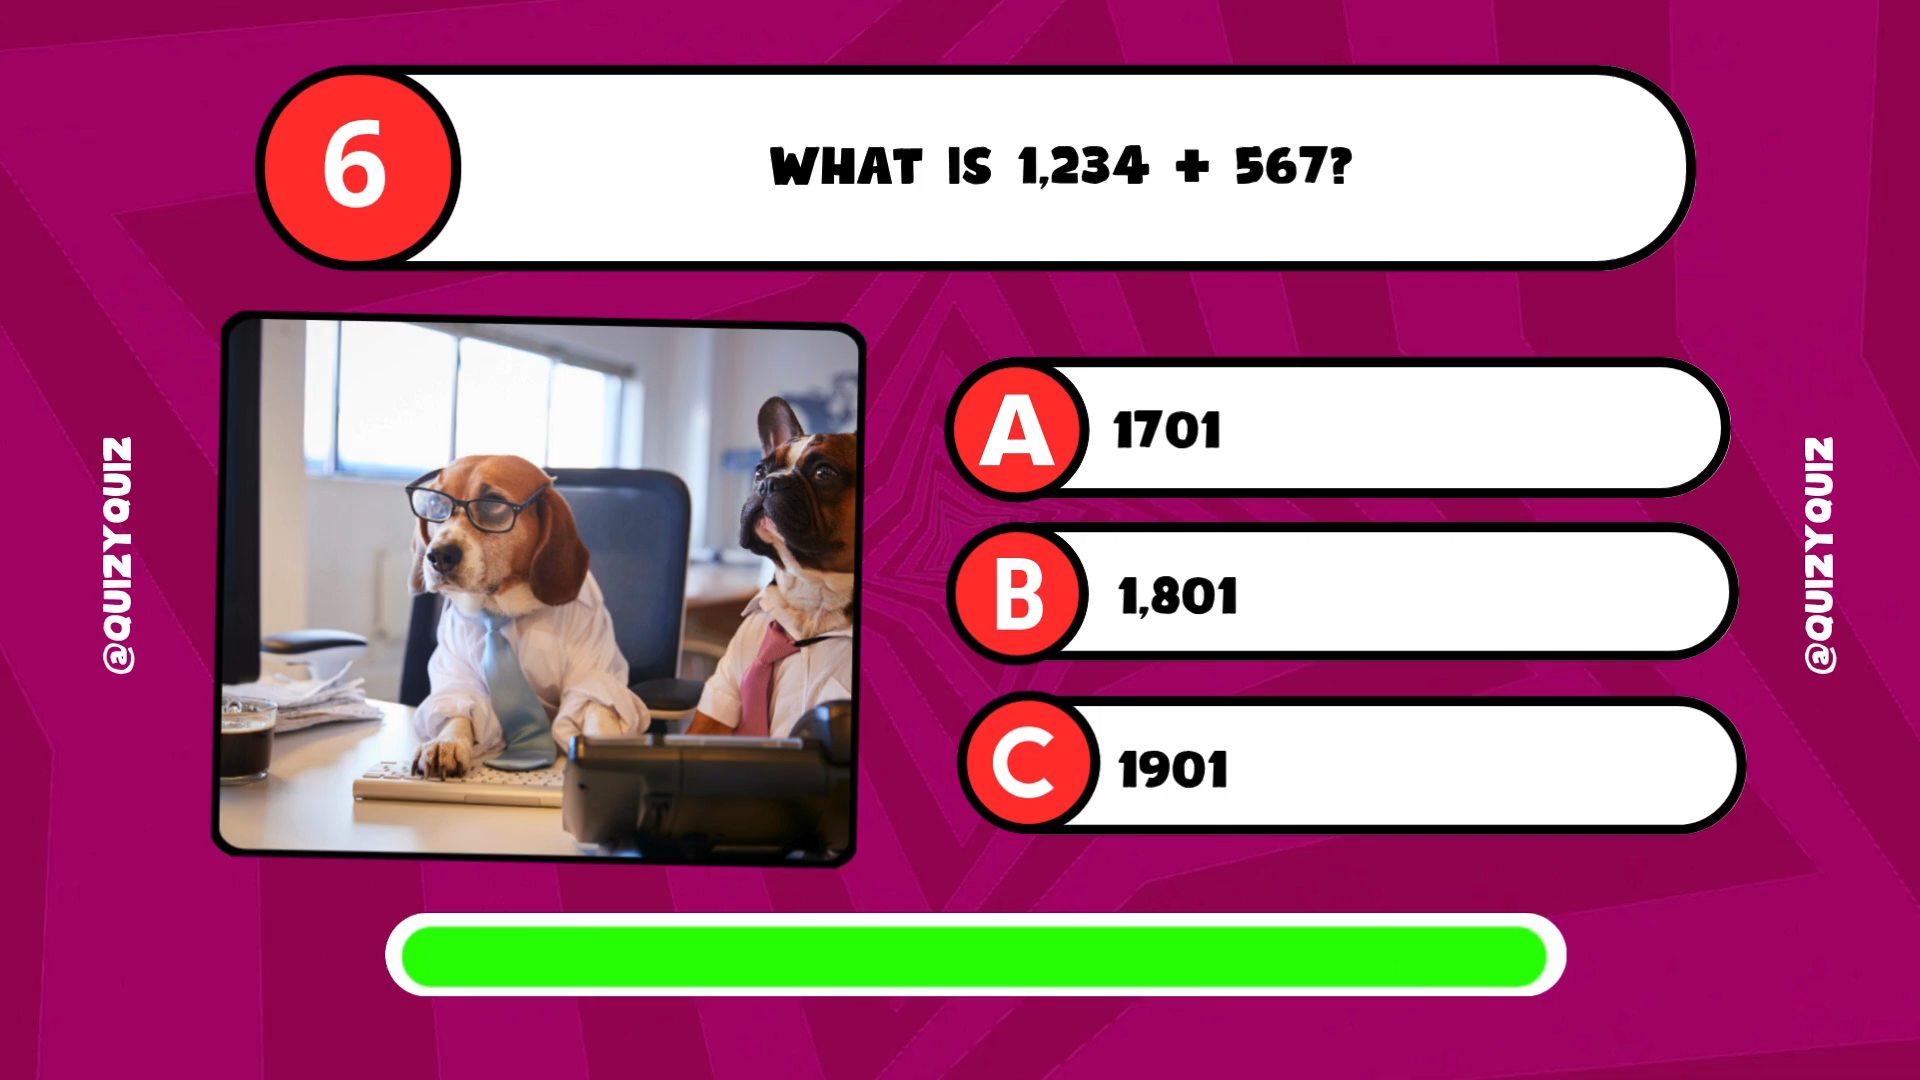 6
WHAT IS 1,234 + 567?
A
1701
B
1,801
C
1901
@QUIZYQUIZ
@QUIZYQUIZ